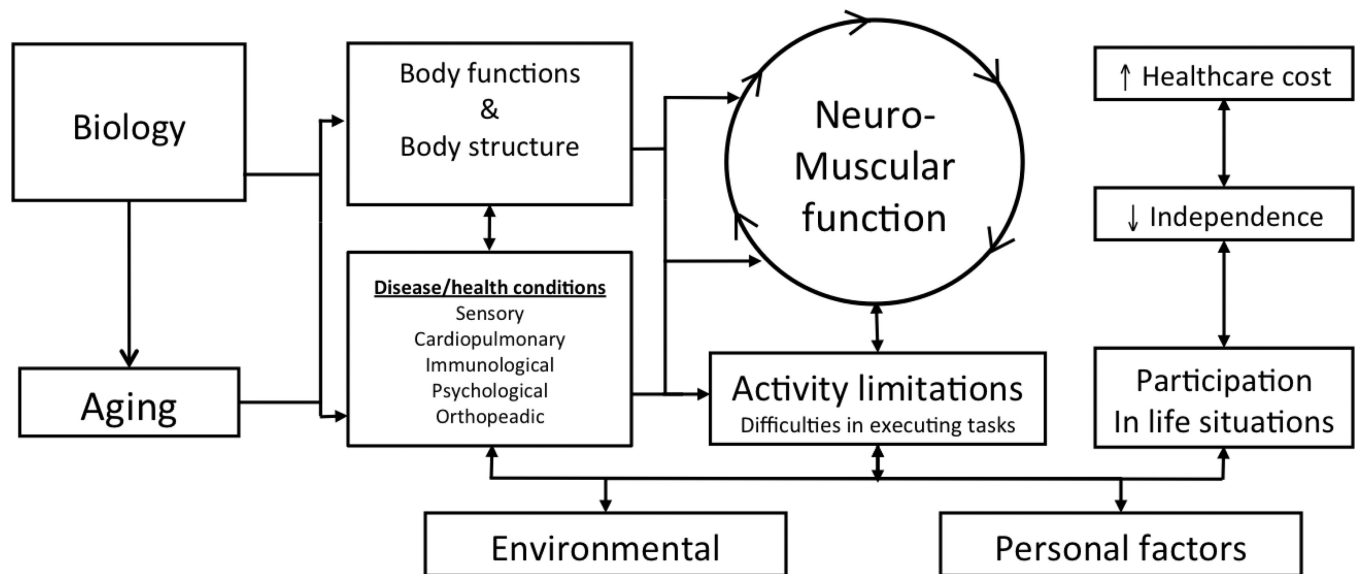 Biology
Aging
Body functions
&
Body structure
Disease/health conditions
Sensory
Cardiopulmonary
Immunological
Psychological
Orthopeadic
Neuro-
Muscular
function
Activity limitations
Difficulties in executing tasks
↑ Healthcare cost
↓ Independence
Participation
In life situations
Environmental
Personal factors